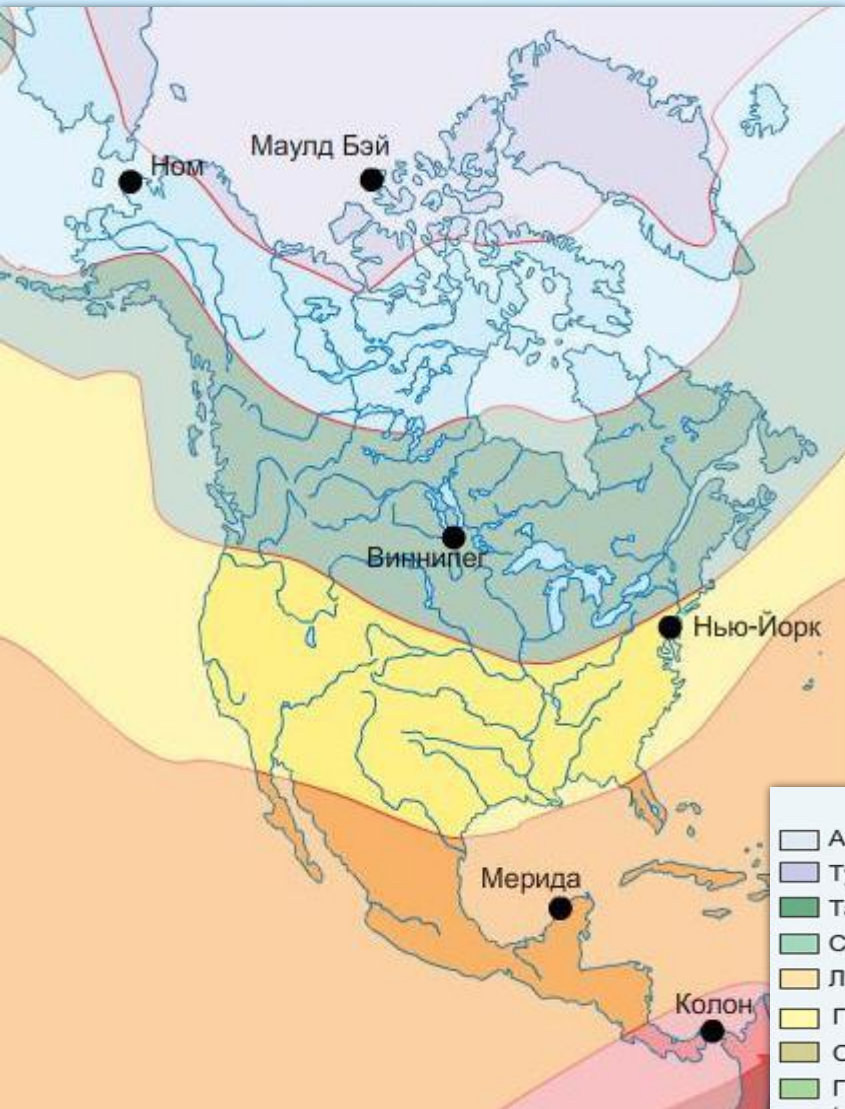 Маулд Бэй
Ном
Виннипег
Нью-Йорк
Мерида
Колон